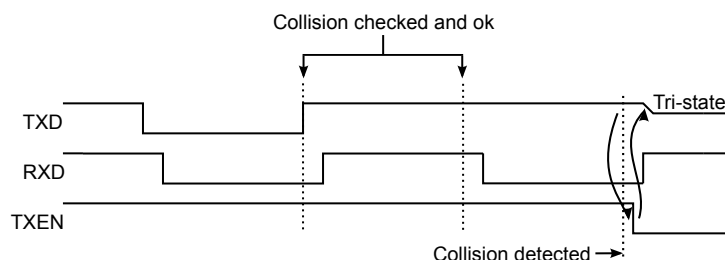 Collision checked and ok
Tri-state
TXD
RXD
TXEN
Collision detected